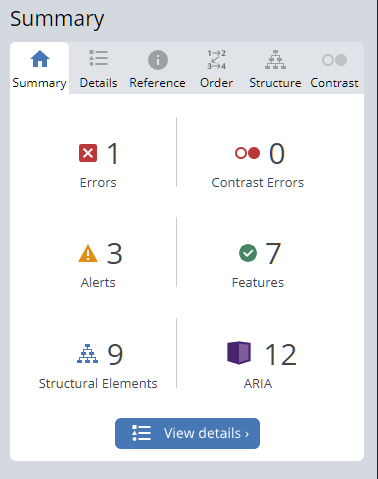 Summary
Summary
Details
Reference
1→2
3→4
Order
Structure
Contrast
1
Errors
0
Contrast Errors
3
Alerts
7
Features
9
Structural Elements
12
ARIA
View details ›